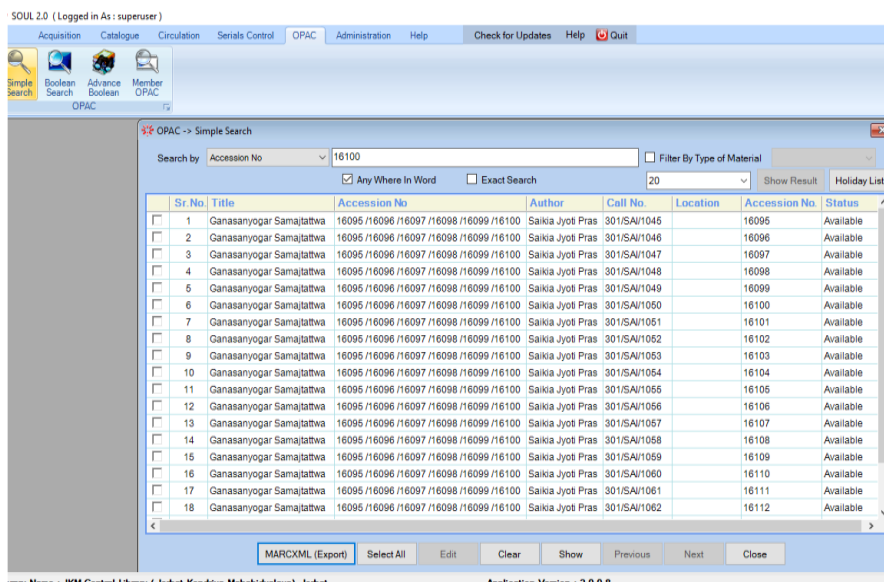 SOUL 2.0 ( Logged in As : superuser )
Acquisition Catalogue Circulation Serials Control OPAC Administration Help Check for Updates Help Quit
Simple Search Boolean Search Advance Boolean Member OPAC
OPAC
OPAC -> Simple Search
Search by Accession No 16100 Filter By Type of Material
Any Where In Word Exact Search 20 Show Result Holiday List
Sr.No. Title Accession No Author Call No. Location Accession No. Status
1 Ganasanyogar Samajtattwa 16095 /16096 /16097 /16098 /16099 /16100 Saikia Jyoti Pras 301/SAI/1045 16095 Available
2 Ganasanyogar Samajtattwa 16095 /16096 /16097 /16098 /16099 /16100 Saikia Jyoti Pras 301/SAI/1046 16096 Available
3 Ganasanyogar Samajtattwa 16095 /16096 /16097 /16098 /16099 /16100 Saikia Jyoti Pras 301/SAI/1047 16097 Available
4 Ganasanyogar Samajtattwa 16095 /16096 /16097 /16098 /16099 /16100 Saikia Jyoti Pras 301/SAI/1048 16098 Available
5 Ganasanyogar Samajtattwa 16095 /16096 /16097 /16098 /16099 /16100 Saikia Jyoti Pras 301/SAI/1049 16099 Available
6 Ganasanyogar Samajtattwa 16095 /16096 /16097 /16098 /16099 /16100 Saikia Jyoti Pras 301/SAI/1050 16100 Available
7 Ganasanyogar Samajtattwa 16095 /16096 /16097 /16098 /16099 /16100 Saikia Jyoti Pras 301/SAI/1051 16101 Available
8 Ganasanyogar Samajtattwa 16095 /16096 /16097 /16098 /16099 /16100 Saikia Jyoti Pras 301/SAI/1052 16102 Available
9 Ganasanyogar Samajtattwa 16095 /16096 /16097 /16098 /16099 /16100 Saikia Jyoti Pras 301/SAI/1053 16103 Available
10 Ganasanyogar Samajtattwa 16095 /16096 /16097 /16098 /16099 /16100 Saikia Jyoti Pras 301/SAI/1054 16104 Available
11 Ganasanyogar Samajtattwa 16095 /16096 /16097 /16098 /16099 /16100 Saikia Jyoti Pras 301/SAI/1055 16105 Available
12 Ganasanyogar Samajtattwa 16095 /16096 /16097 /16098 /16099 /16100 Saikia Jyoti Pras 301/SAI/1056 16106 Available
13 Ganasanyogar Samajtattwa 16095 /16096 /16097 /16098 /16099 /16100 Saikia Jyoti Pras 301/SAI/1057 16107 Available
14 Ganasanyogar Samajtattwa 16095 /16096 /16097 /16098 /16099 /16100 Saikia Jyoti Pras 301/SAI/1058 16108 Available
15 Ganasanyogar Samajtattwa 16095 /16096 /16097 /16098 /16099 /16100 Saikia Jyoti Pras 301/SAI/1059 16109 Available
16 Ganasanyogar Samajtattwa 16095 /16096 /16097 /16098 /16099 /16100 Saikia Jyoti Pras 301/SAI/1060 16110 Available
17 Ganasanyogar Samajtattwa 16095 /16096 /16097 /16098 /16099 /16100 Saikia Jyoti Pras 301/SAI/1061 16111 Available
18 Ganasanyogar Samajtattwa 16095 /16096 /16097 /16098 /16099 /16100 Saikia Jyoti Pras 301/SAI/1062 16112 Available
MARCXML (Export) Select All Edit Clear Show Previous Next Close